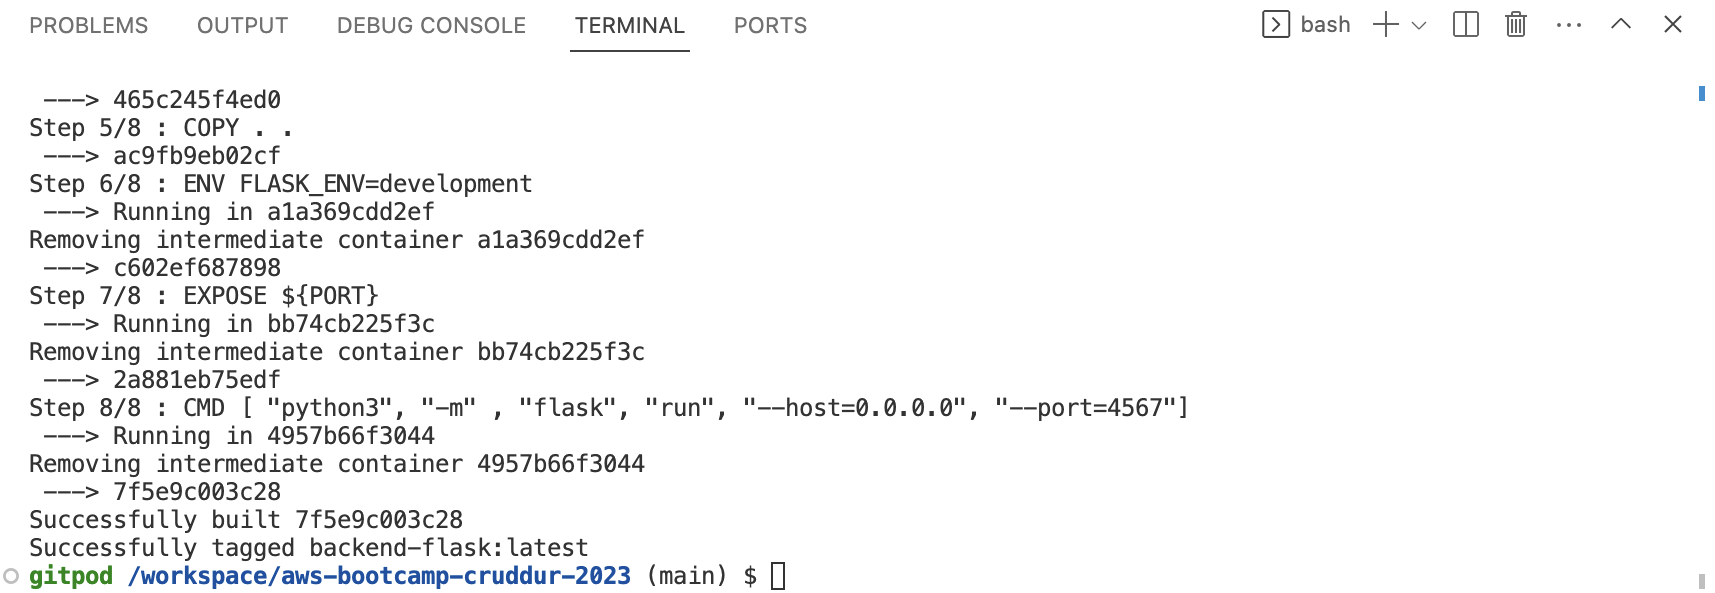 PROBLEMS OUTPUT DEBUG CONSOLE TERMINAL PORTS bash
---> 465c245f4ed0
Step 5/8 : COPY . .
---> ac9fb9eb02cf
Step 6/8 : ENV FLASK_ENV=development
---> Running in a1a369cdd2ef
Removing intermediate container a1a369cdd2ef
---> c602ef687898
Step 7/8 : EXPOSE ${PORT}
---> Running in bb74cb225f3c
Removing intermediate container bb74cb225f3c
---> 2a881eb75edf
Step 8/8 : CMD [ "python3", "-m" , "flask", "run", "--host=0.0.0.0", "--port=4567"]
---> Running in 4957b66f3044
Removing intermediate container 4957b66f3044
---> 7f5e9c003c28
Successfully built 7f5e9c003c28
Successfully tagged backend-flask:latest
gitpod /workspace/aws-bootcamp-cruddur-2023 (main) $